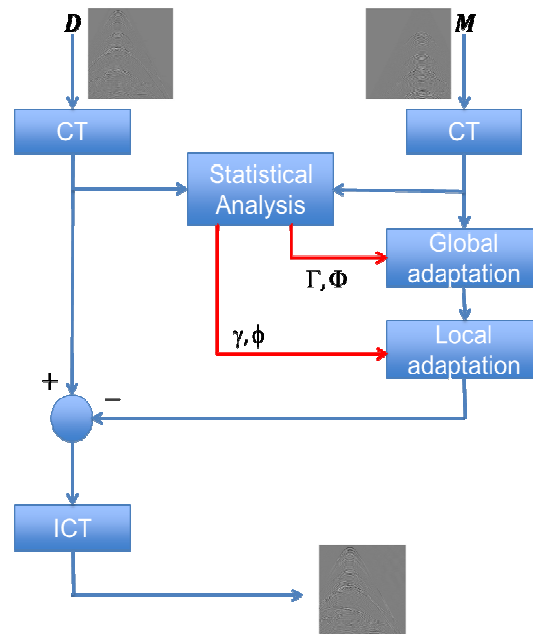 D
M
CT
CT
Statistical
Analysis
Global
adaptation
Γ, Φ
Local
adaptation
γ, ϕ
+
−
ICT